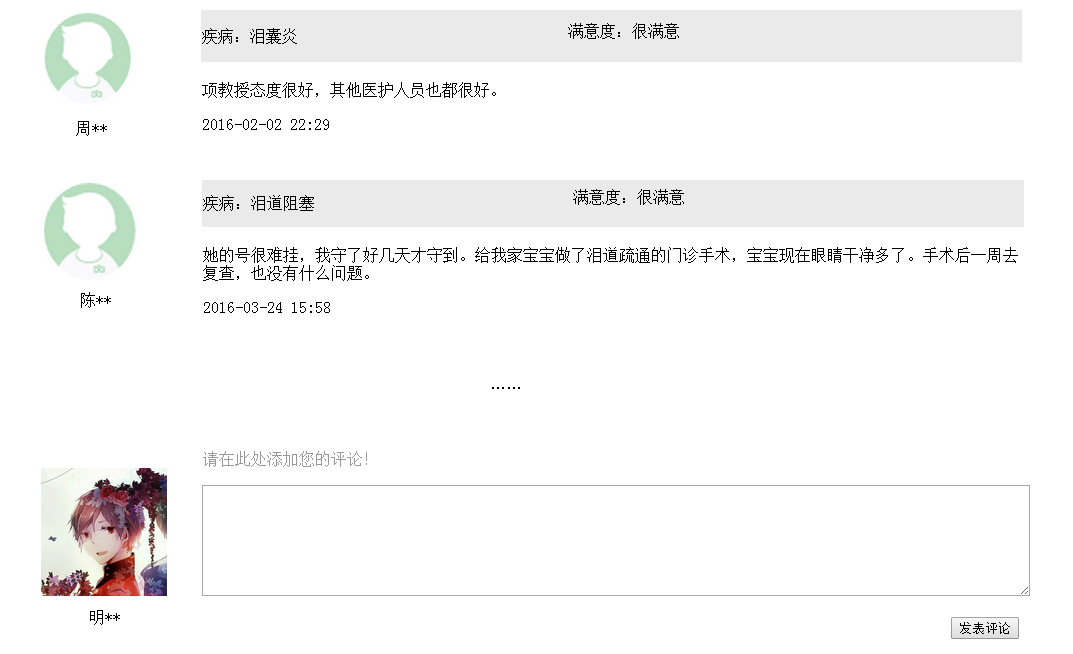 疾病：泪囊炎
满意度：很满意
项教授态度很好，其他医护人员也都很好。
周**
2016-02-02 22:29
疾病：泪道阻塞
满意度：很满意
她的号很难挂，我守了好几天才守到。给我家宝宝做了泪道疏通的门诊手术，宝宝现在眼睛干净多了。手术后一周去
复查，也没有什么问题。
陈**
2016-03-24 15:58
……
请在此处添加您的评论！
明**
发表评论